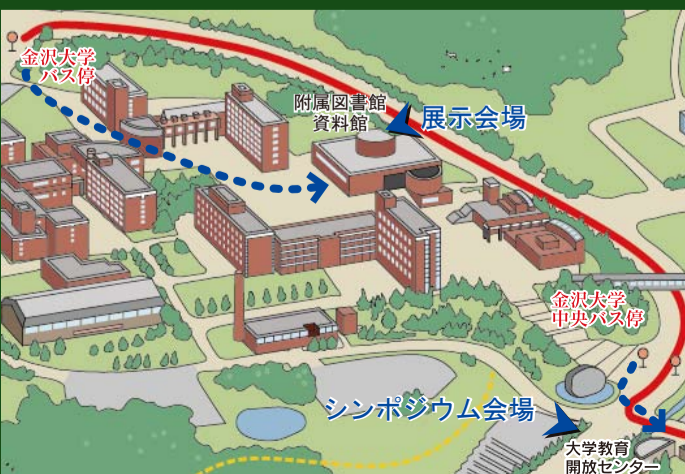 金沢大学
バス停
附属図書館
資料館
展示会場
金沢大学
中央バス停
シンポジウム会場
大学教育
開放センター